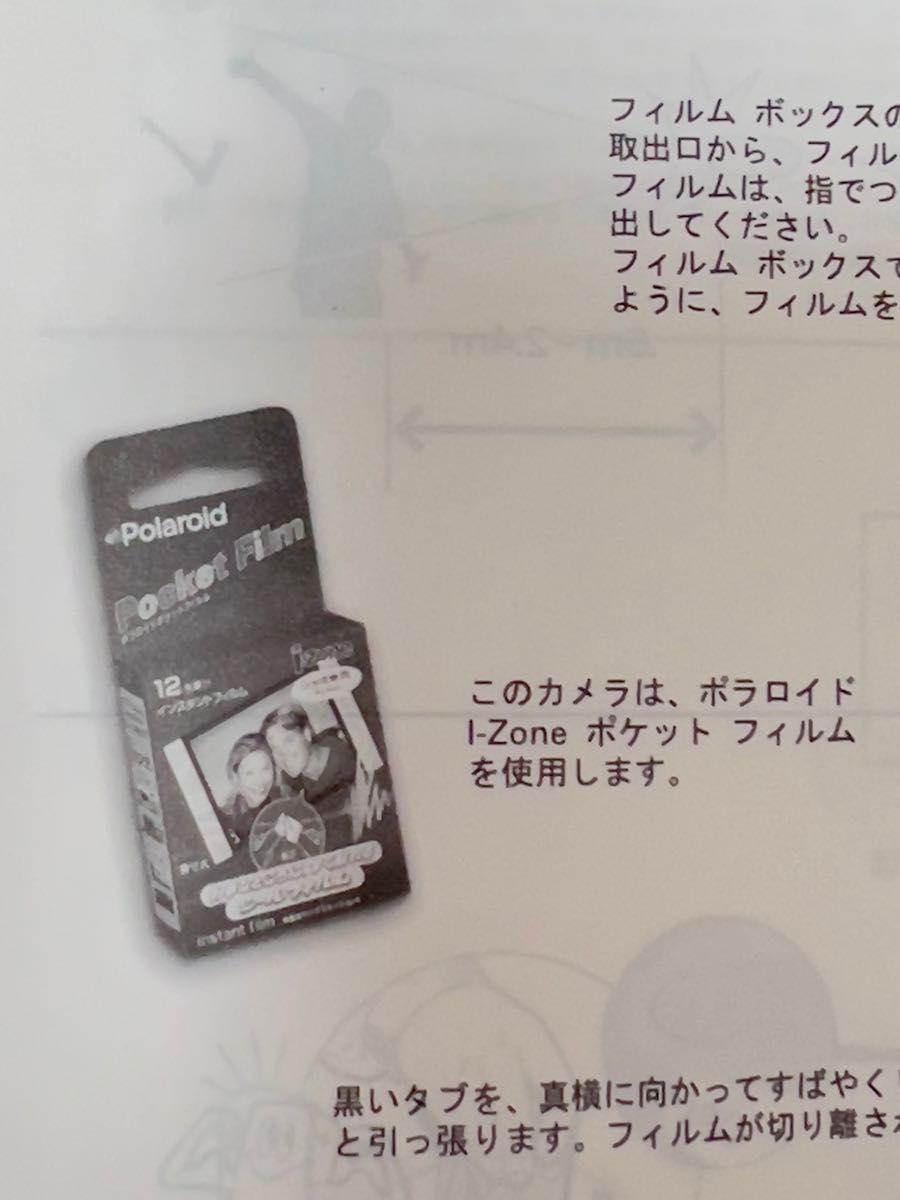 フィルム ボックスの
取出口から、フィル
フィルムは、指でつ
出してください。
フィルム ボックスで
ように、フィルムを
.6m~2.4m
Polaroid
Pocket Film
i-zone
12
インスタントフィルム
このカメラは、ポラロイド
I-Zone ポケット フィルム
を使用します。
instant film
黒いタブを、真横に向かってすばやく
と引っ張ります。フィルムが切り離さ